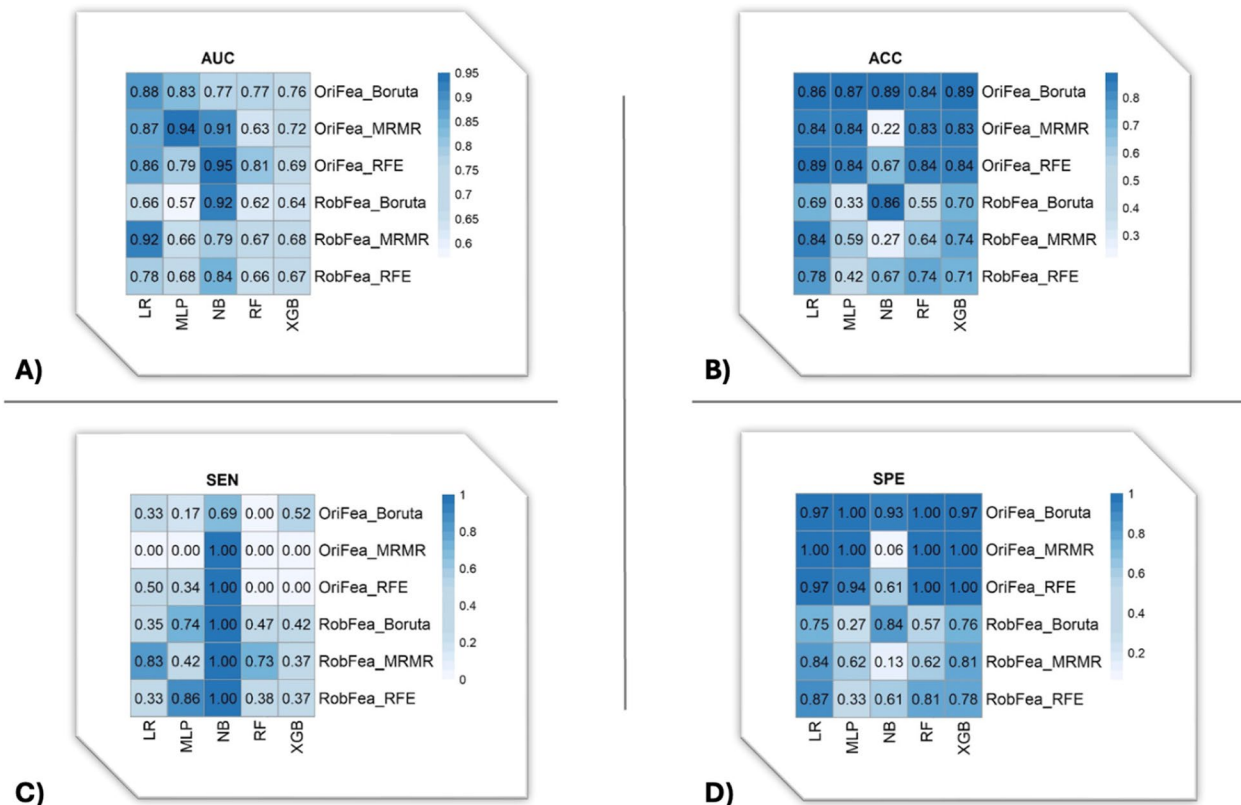 AUC
0.88 0.83 0.77 0.77 0.76 OriFea_Boruta
0.87 0.94 0.91 0.63 0.72 OriFea_MRMR
0.86 0.79 0.95 0.81 0.69 OriFea_RFE
0.66 0.57 0.92 0.62 0.64 RobFea_Boruta
0.92 0.66 0.79 0.67 0.68 RobFea_MRMR
0.78 0.68 0.84 0.66 0.67 RobFea_RFE
LR MLP NB RF XGB
0.95
0.9
0.85
0.8
0.75
0.7
0.65
0.6
A)
ACC
0.86 0.87 0.89 0.84 0.89 OriFea_Boruta
0.84 0.84 0.22 0.83 0.83 OriFea_MRMR
0.89 0.84 0.67 0.84 0.84 OriFea_RFE
0.69 0.33 0.86 0.55 0.70 RobFea_Boruta
0.84 0.59 0.27 0.64 0.74 RobFea_MRMR
0.78 0.42 0.67 0.74 0.71 RobFea_RFE
LR MLP NB RF XGB
0.8
0.7
0.6
0.5
0.4
0.3
B)
SEN
0.33 0.17 0.69 0.00 0.52 OriFea_Boruta
0.00 0.00 1.00 0.00 0.00 OriFea_MRMR
0.50 0.34 1.00 0.00 0.00 OriFea_RFE
0.35 0.74 1.00 0.47 0.42 RobFea_Boruta
0.83 0.42 1.00 0.73 0.37 RobFea_MRMR
0.33 0.86 1.00 0.38 0.37 RobFea_RFE
LR MLP NB RF XGB
1
0.8
0.6
0.4
0.2
0
C)
SPE
0.97 1.00 0.93 1.00 0.97 OriFea_Boruta
1.00 1.00 0.06 1.00 1.00 OriFea_MRMR
0.97 0.94 0.61 1.00 1.00 OriFea_RFE
0.75 0.27 0.84 0.57 0.76 RobFea_Boruta
0.84 0.62 0.13 0.62 0.81 RobFea_MRMR
0.87 0.33 0.61 0.81 0.78 RobFea_RFE
LR MLP NB RF XGB
1
0.8
0.6
0.4
0.2
D)